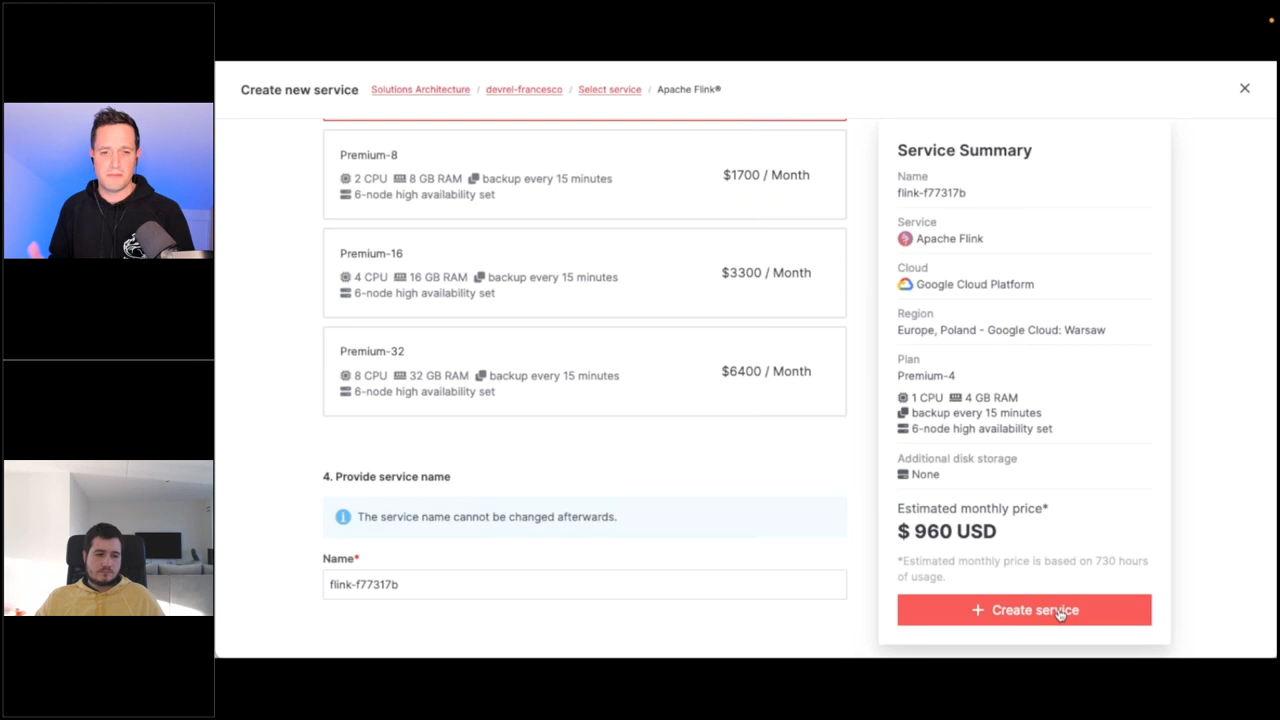 Create new service
Solutions Architecture / devrel-francesco / Select service / Apache Flink®
Premium-8
2 CPU 8 GB RAM backup every 15 minutes
6-node high availability set
$1700 / Month
Premium-16
4 CPU 16 GB RAM backup every 15 minutes
6-node high availability set
$3300 / Month
Premium-32
8 CPU 32 GB RAM backup every 15 minutes
6-node high availability set
$6400 / Month
4. Provide service name
The service name cannot be changed afterwards.
Name*
flink-f77317b
Service Summary
Name
flink-f77317b
Service
Apache Flink
Cloud
Google Cloud Platform
Region
Europe, Poland - Google Cloud: Warsaw
Plan
Premium-4
1 CPU 4 GB RAM
backup every 15 minutes
6-node high availability set
Additional disk storage
None
Estimated monthly price*
$ 960 USD
*Estimated monthly price is based on 730 hours
of usage.
+ Create service